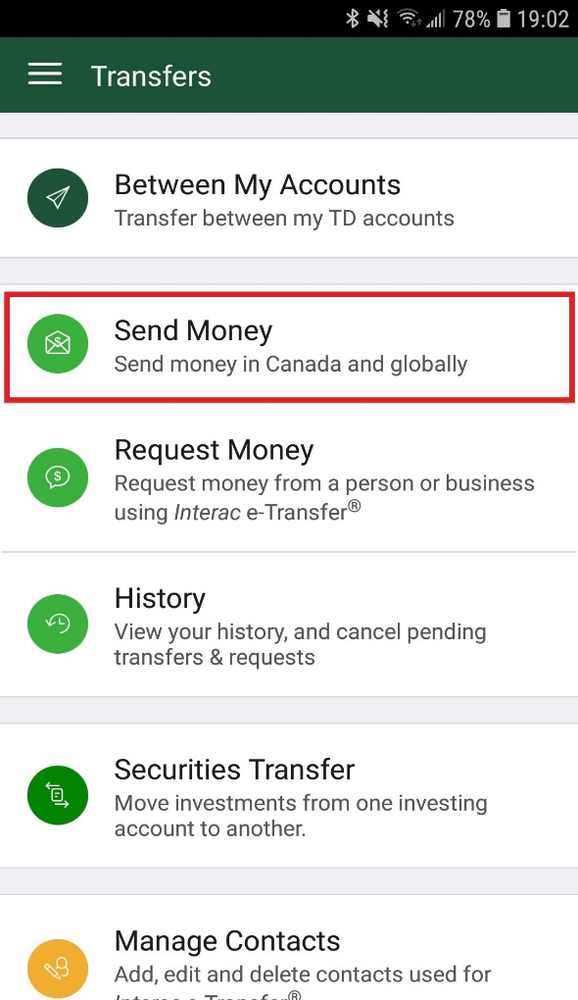 78% 19:02
Transfers
Between My Accounts
Transfer between my TD accounts
$
Send Money
Send money in Canada and globally
$
Request Money
Request money from a person or business
using Interac e-Transfer®
History
View your history, and cancel pending
transfers & requests
Securities Transfer
Move investments from one investing
account to another.
Manage Contacts
Add, edit and delete contacts used for
Interac e-Transfer®